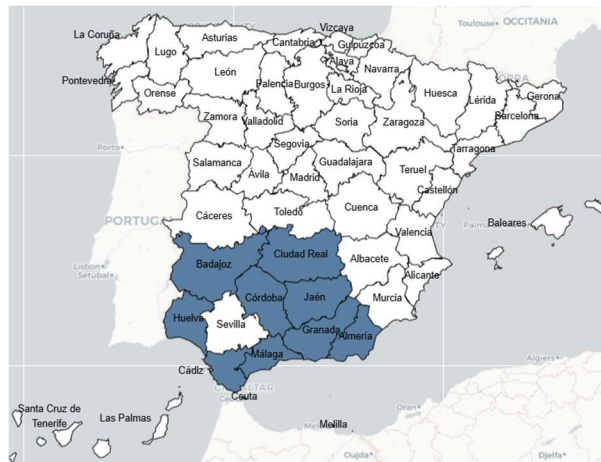 Toulouse
OCCITANIA
La Coruña
Lugo
Asturias
Cantabria
Vizcaya
Guipúzcoa
Álava
Navarra
Pontevedra
Orense
León
Palencia
Burgos
La Rioja
Huesca
Lérida
Gerona
Barcelona
Zamora
Valladolid
Soria
Zaragoza
Tarragona
Porto
Salamanca
Segovia
Ávila
Madrid
Guadalajara
Teruel
Castellón
PORTUGAL
Cáceres
Toledo
Cuenca
Valencia
Baleares
Lisbon
Setubal
Badajoz
Ciudad Real
Albacete
Alicante
Córdoba
Jaén
Murcia
Huelva
Sevilla
Granada
Almería
Málaga
Cádiz
Ceuta
Algiers
Santa Cruz de
Tenerife
Las Palmas
Melilla
Oran
Oujda
Djelfa